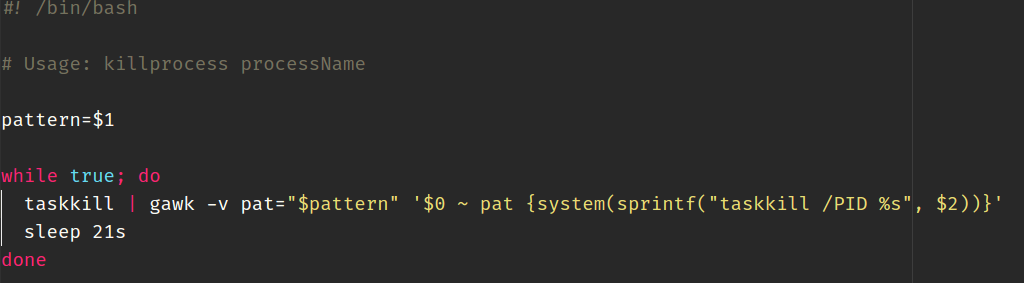 #! /bin/bash
# Usage: killprocess processName
pattern=$1
while true; do
taskkill | gawk -v pat="$pattern" '$0 ~ pat {system(sprintf("taskkill /PID %s", $2))}'
sleep 21s
done